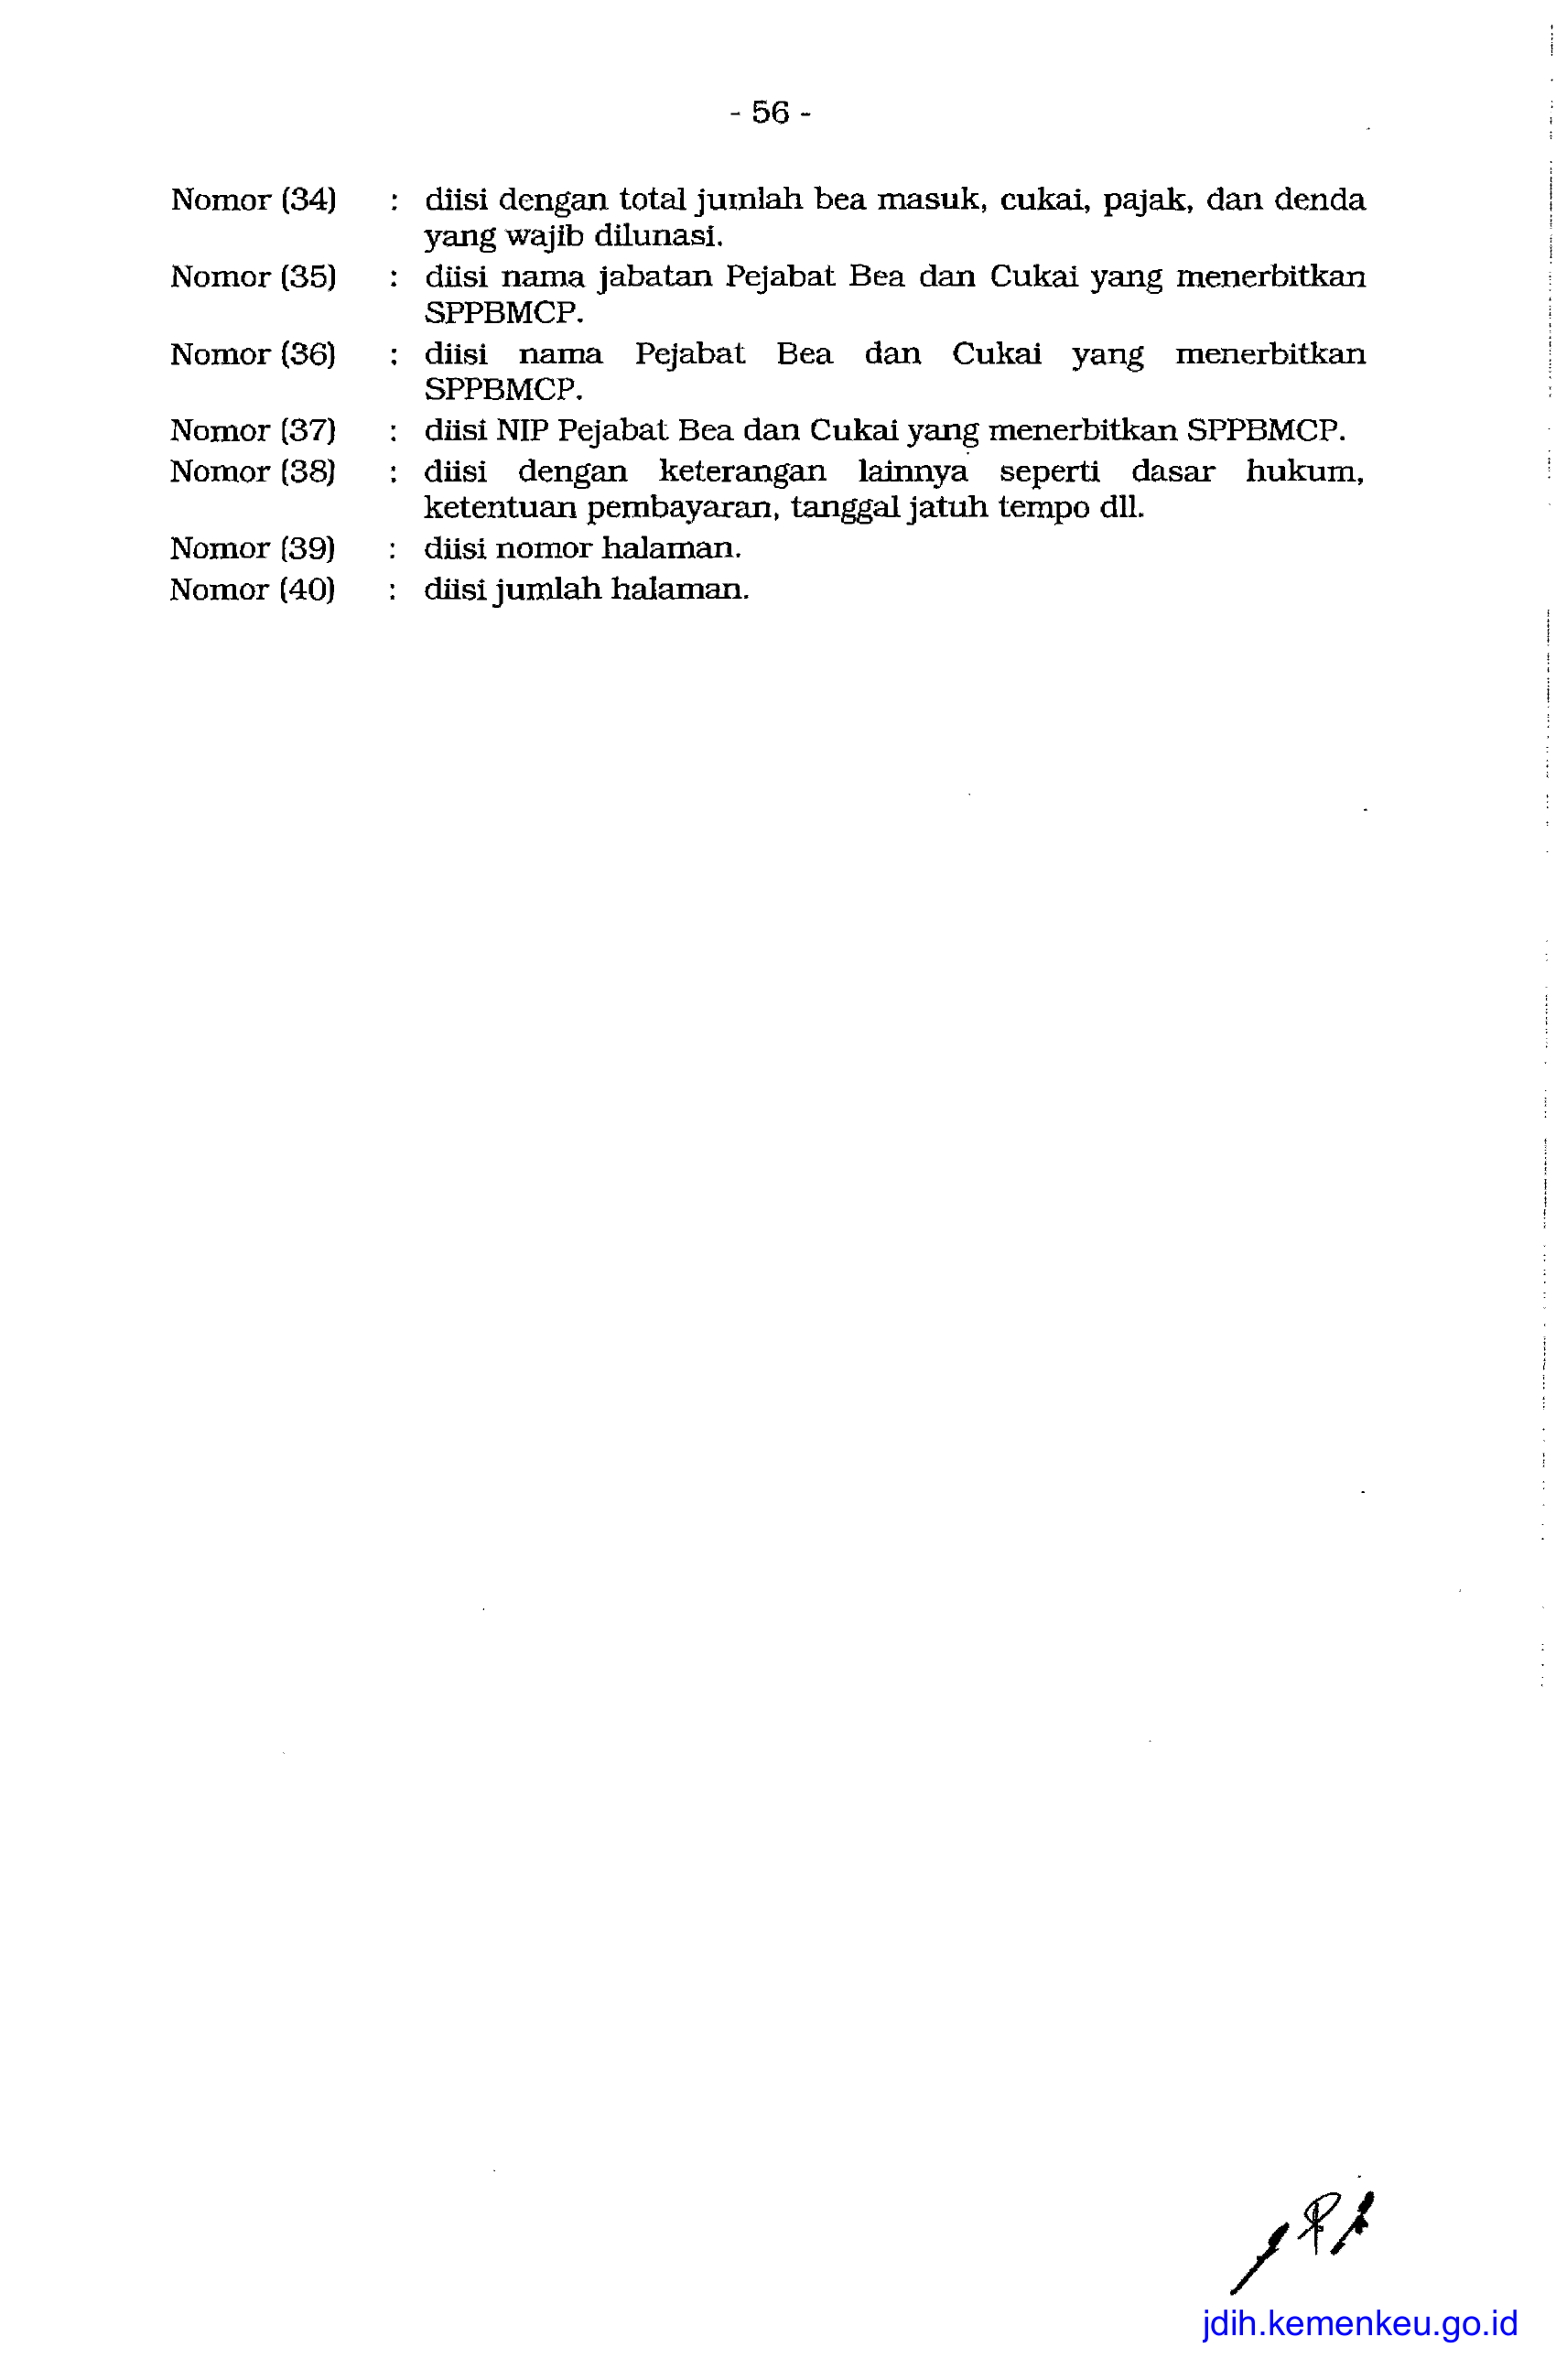 - 56 -
Nomor (34) : diisi dengan total jumlah bea masuk, cukai, pajak, dan denda
yang wajib dilunasi.
Nomor (35) : diisi nama jabatan Pejabat Bea dan Cukai yang menerbitkan
SPPBMCP.
Nomor (36) : diisi nama Pejabat Bea dan Cukai yang menerbitkan
SPPBMCP.
Nomor (37) : diisi NIP Pejabat Bea dan Cukai yang menerbitkan SPPBMCP.
Nomor (38) : diisi dengan keterangan lainnya seperti dasar hukum,
ketentuan pembayaran, tanggal jatuh tempo dll.
Nomor (39) : diisi nomor halaman.
Nomor (40) : diisi jumlah halaman.
jdih.kemenkeu.go.id